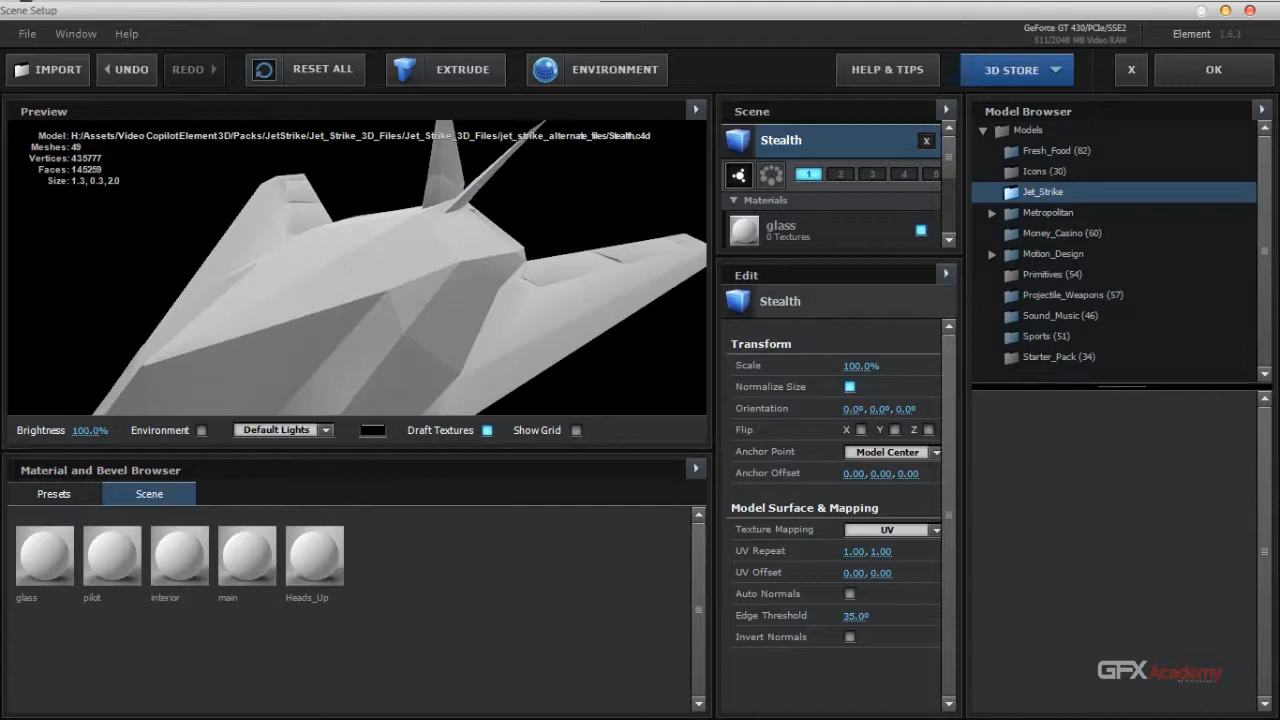 Scene Setup
File Window Help
GeForce GT 430/PCIe/SSE2
511/2048 MB Video RAM
Element 1.6.1
IMPORT UNDO REDO RESET ALL EXTRUDE ENVIRONMENT HELP & TIPS 3D STORE X OK
Preview
Model: H:/Assets/Video Copilot Element3D/Packs/JetStrike/Jet_Strike_3D_Files/Jet_Strike_3D_Files/jet_strike_alternate_files/Stealth.c4d
Meshes: 49
Vertices: 435777
Faces: 145259
Size: 1.3, 0.3, 2.0
Brightness 100.0% Environment Default Lights Draft Textures Show Grid
Material and Bevel Browser
Presets Scene
glass pilot interior main Heads_Up
Scene
Stealth x
1 2 3 4 5
Materials
glass
0 Textures
Edit
Stealth
Transform
Scale 100.0%
Normalize Size
Orientation 0.0º, 0.0º, 0.0º
Flip X Y Z
Anchor Point Model Center
Anchor Offset 0.00, 0.00, 0.00
Model Surface & Mapping
Texture Mapping UV
UV Repeat 1.00, 1.00
UV Offset 0.00, 0.00
Auto Normals
Edge Threshold 35.0º
Invert Normals
Model Browser
Models
Fresh_Food (82)
Icons (30)
Jet_Strike
Metropolitan
Money_Casino (60)
Motion_Design
Primitives (54)
Projectile_Weapons (57)
Sound_Music (46)
Sports (51)
Starter_Pack (34)
GFX Academy